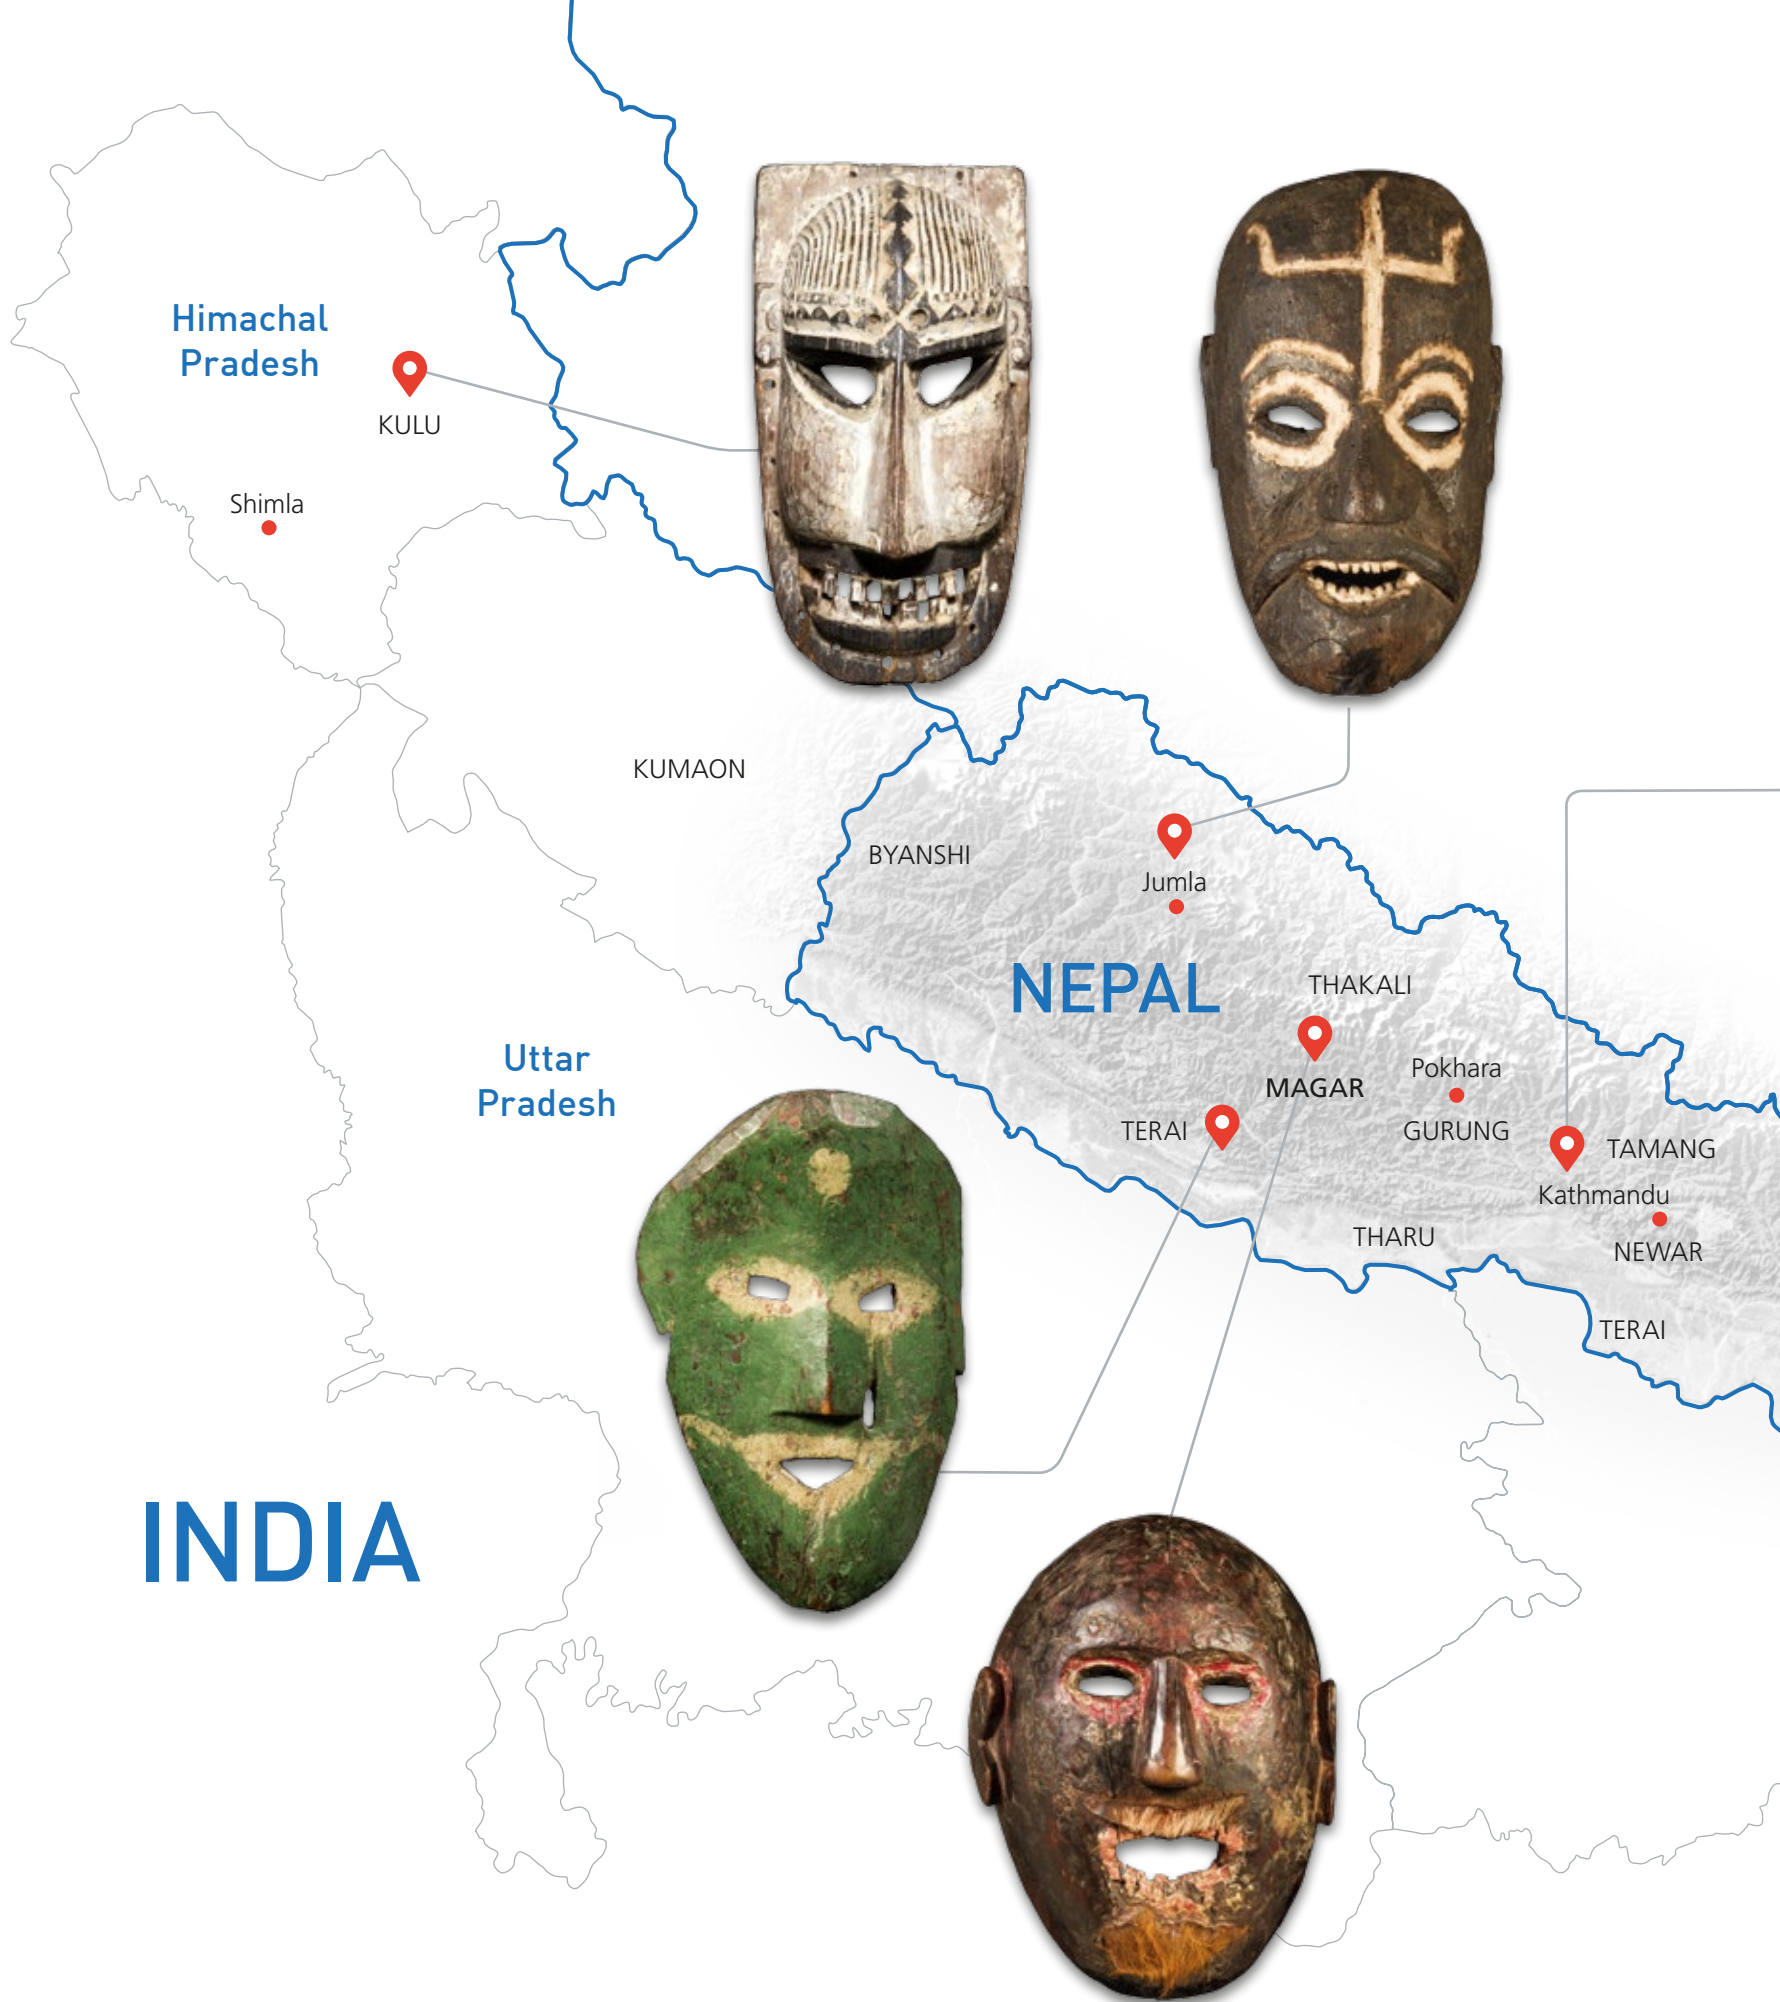 Himachal
Pradesh
KULU
Shimla
KUMAON
BYANSHI
Jumla
NEPAL
THAKALI
MAGAR
Pokhara
GURUNG
TERAI
TAMANG
Kathmandu
NEWAR
THARU
TERAI
Uttar
Pradesh
INDIA